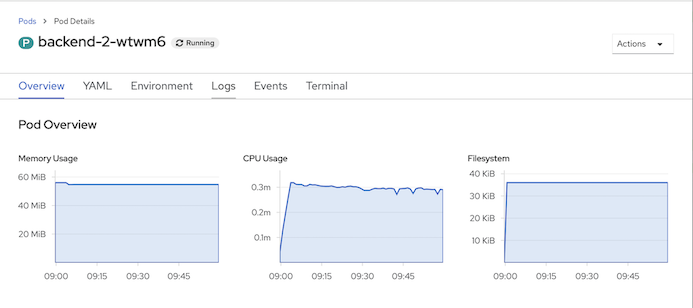 Pods > Pod Details
P backend-2-wtwm6 Running
Actions
Overview YAML Environment Logs Events Terminal
Pod Overview
Memory Usage
60 MiB
40 MiB
20 MiB
09:00 09:15 09:30 09:45
CPU Usage
0.3m
0.2m
0.1m
09:00 09:15 09:30 09:45
Filesystem
40 KiB
30 KiB
20 KiB
10 KiB
09:00 09:15 09:30 09:45